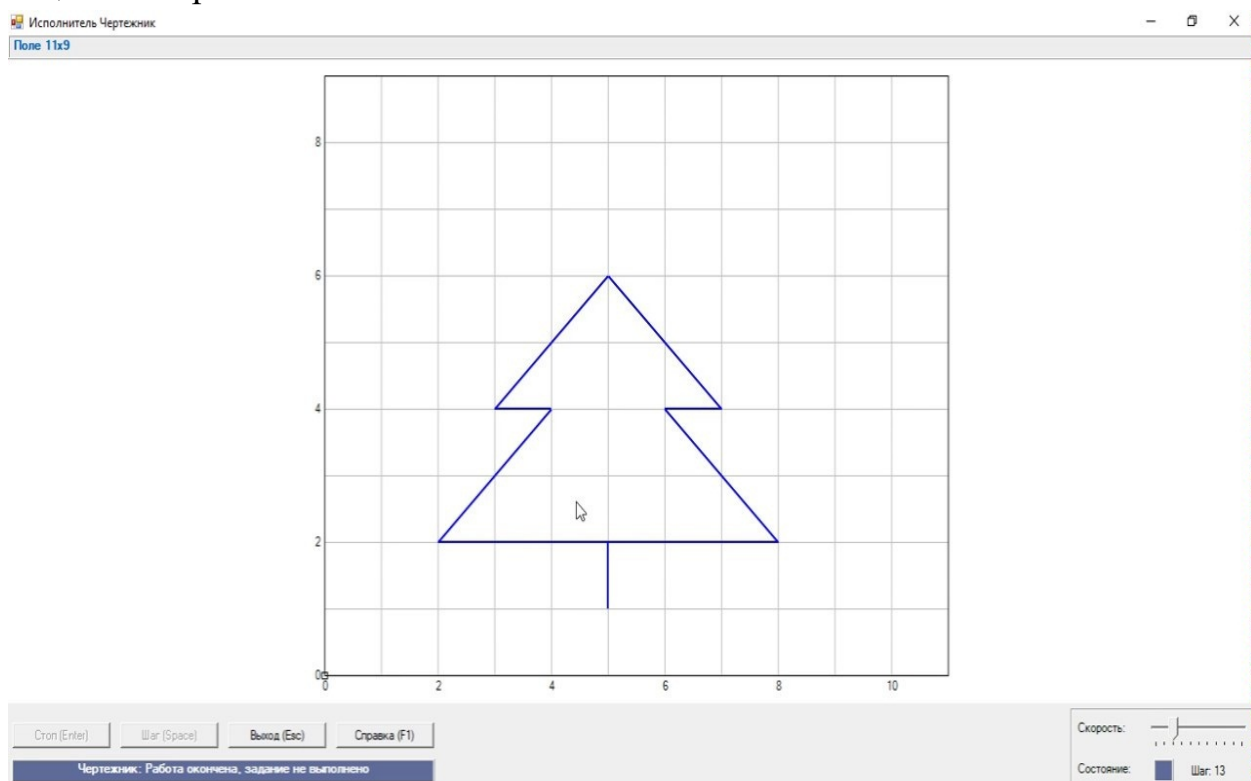 Исполнитель Чертежник
Поле 11x9
8
6
4
2
0
0 2 4 6 8 10
Стоп (Enter) Шаг (Space) Выход (Esc) Справка (F1)
Скорость:
Чертежник: Работа окончена, задание не выполнено
Состояние: Шаг: 13